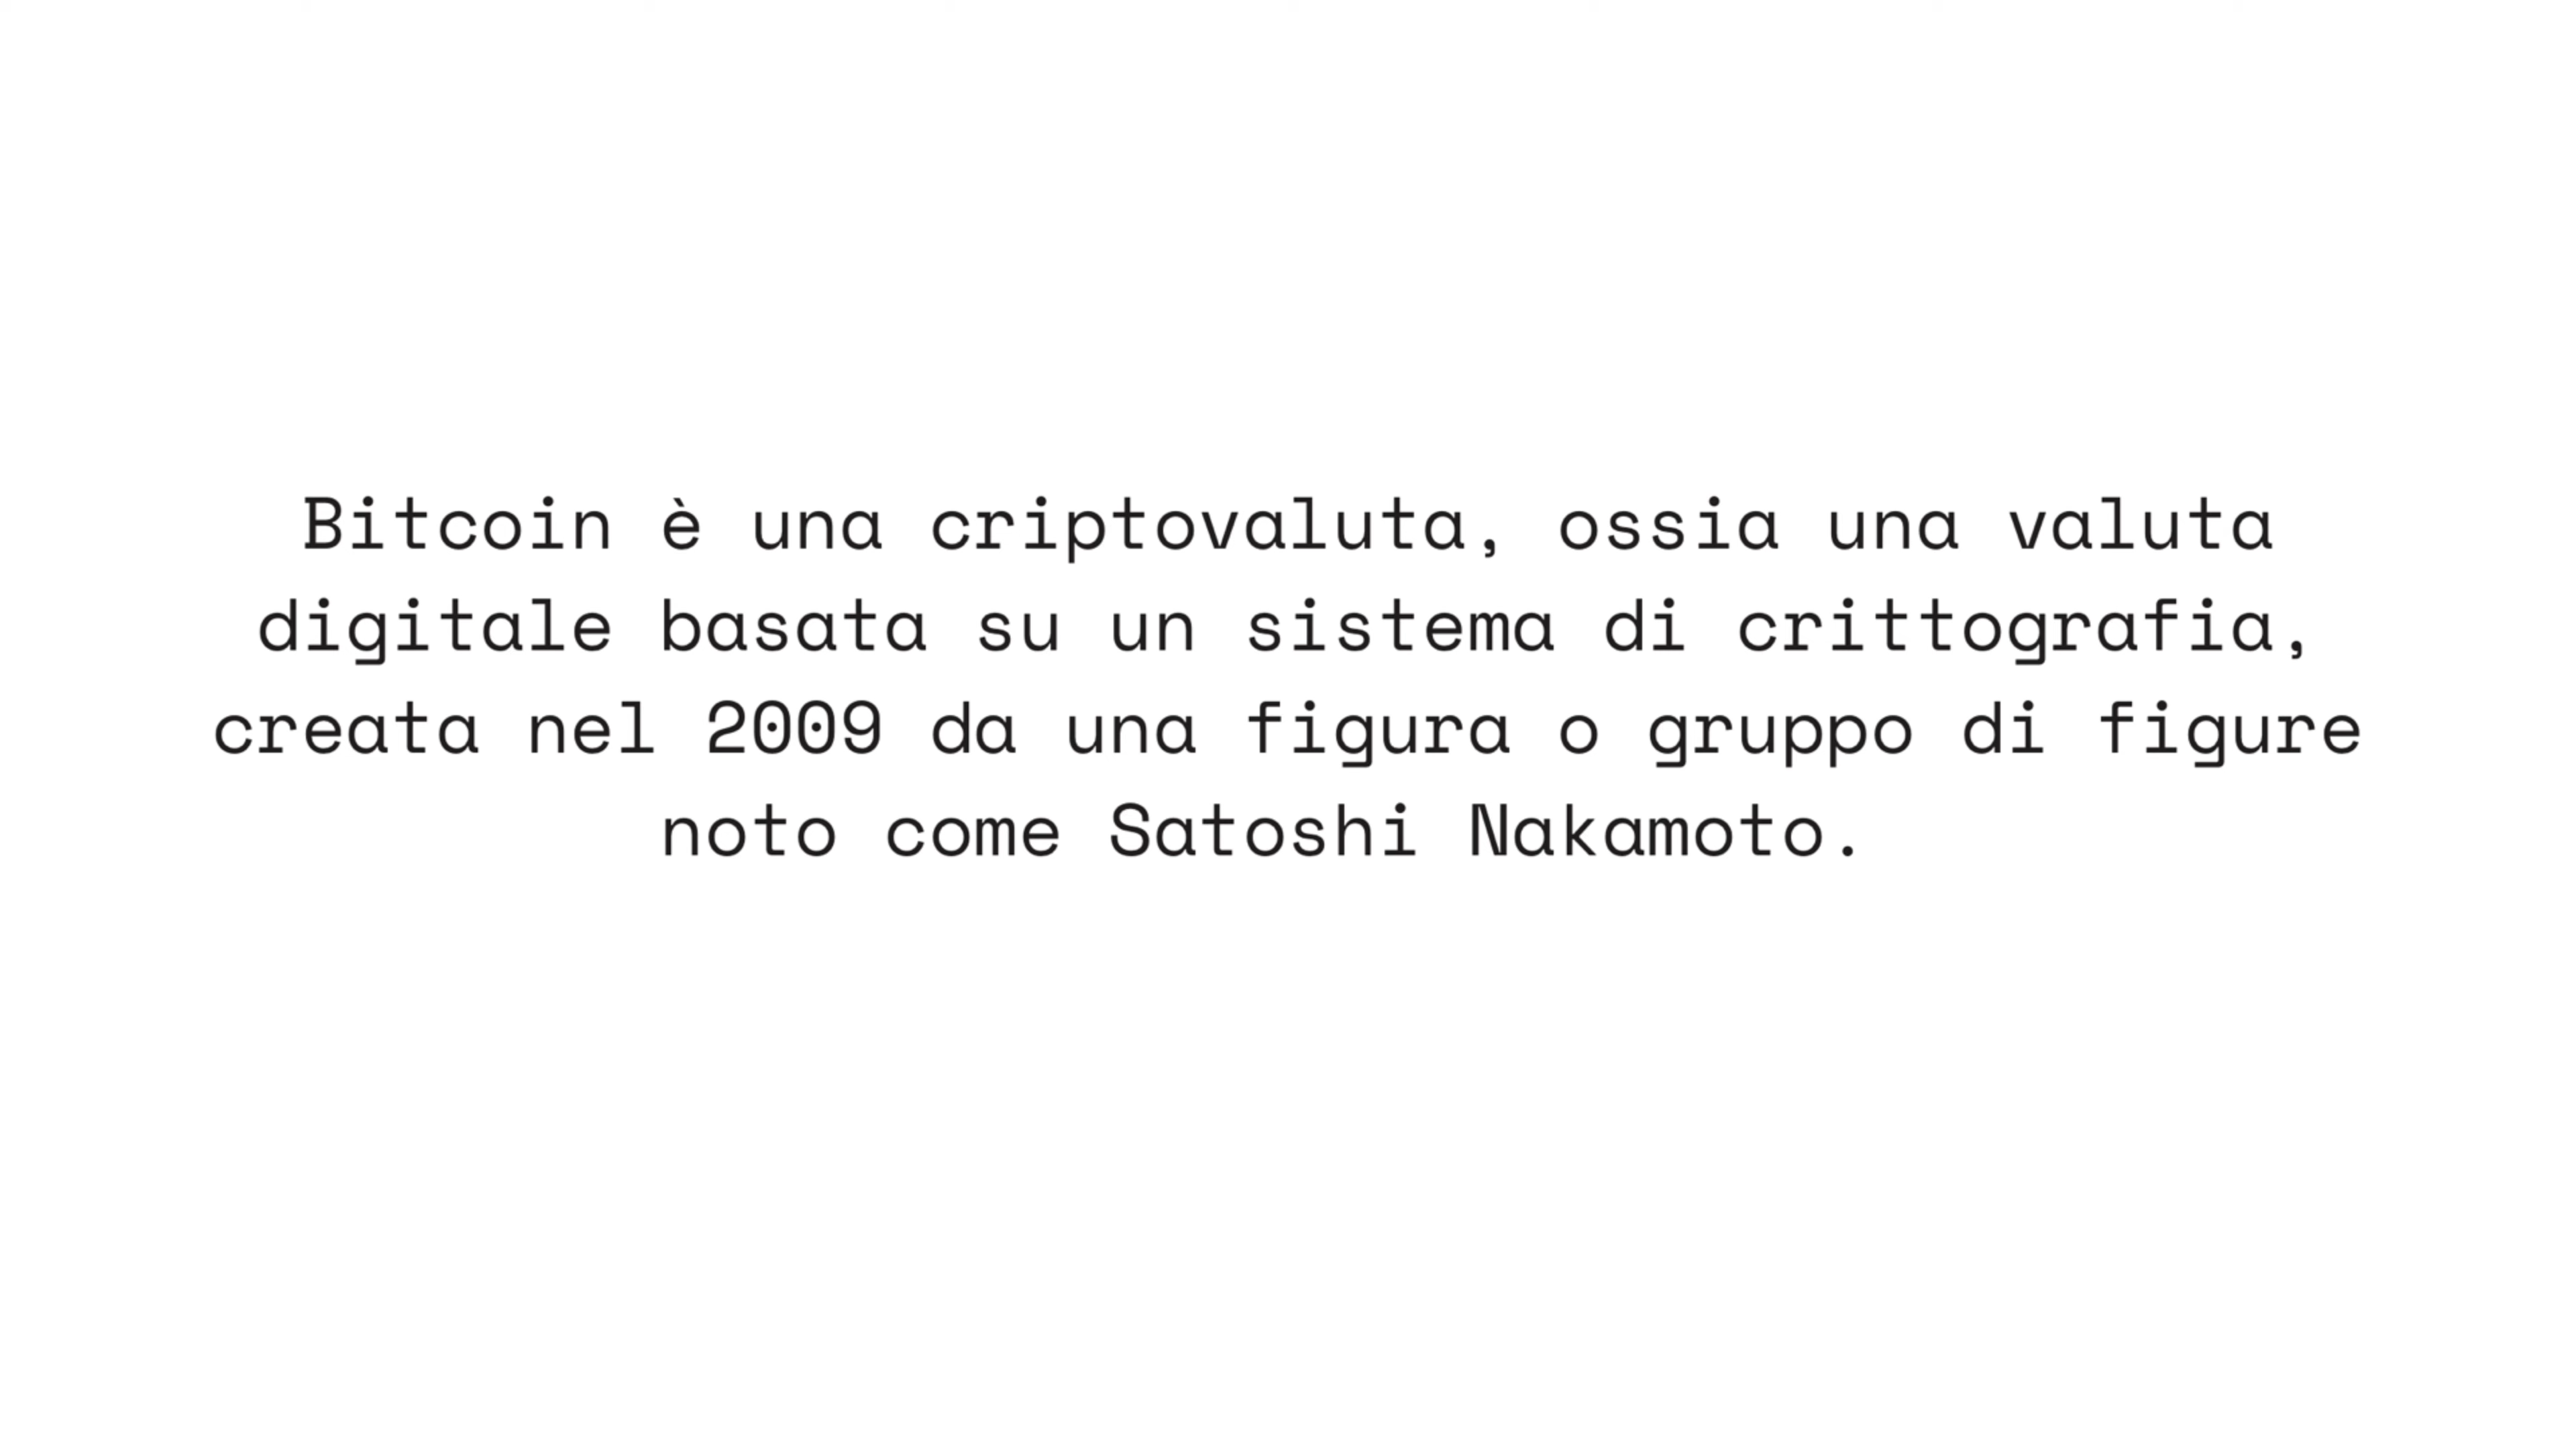 Bitcoin è una criptovaluta, ossia una valuta
digitale basata su un sistema di crittografia,
creata nel 2009 da una figura o gruppo di figure
noto come Satoshi Nakamoto.